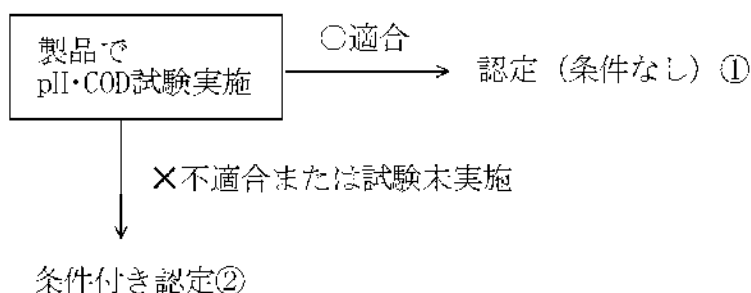 製品で
pH・COD試験実施
○適合
認定（条件なし）①
×不適合または試験未実施
条件付き認定②